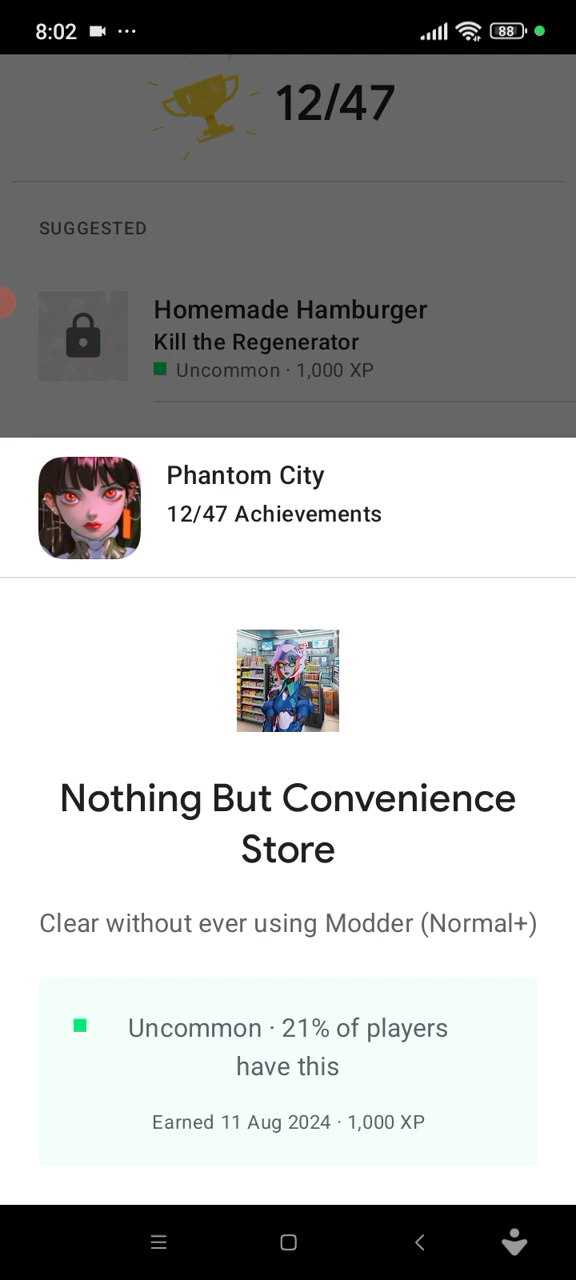 8:02
88
12/47
SUGGESTED
Homemade Hamburger
Kill the Regenerator
Uncommon · 1,000 XP
Phantom City
12/47 Achievements
Nothing But Convenience
Store
Clear without ever using Modder (Normal+)
Uncommon · 21% of players
have this
Earned 11 Aug 2024 · 1,000 XP